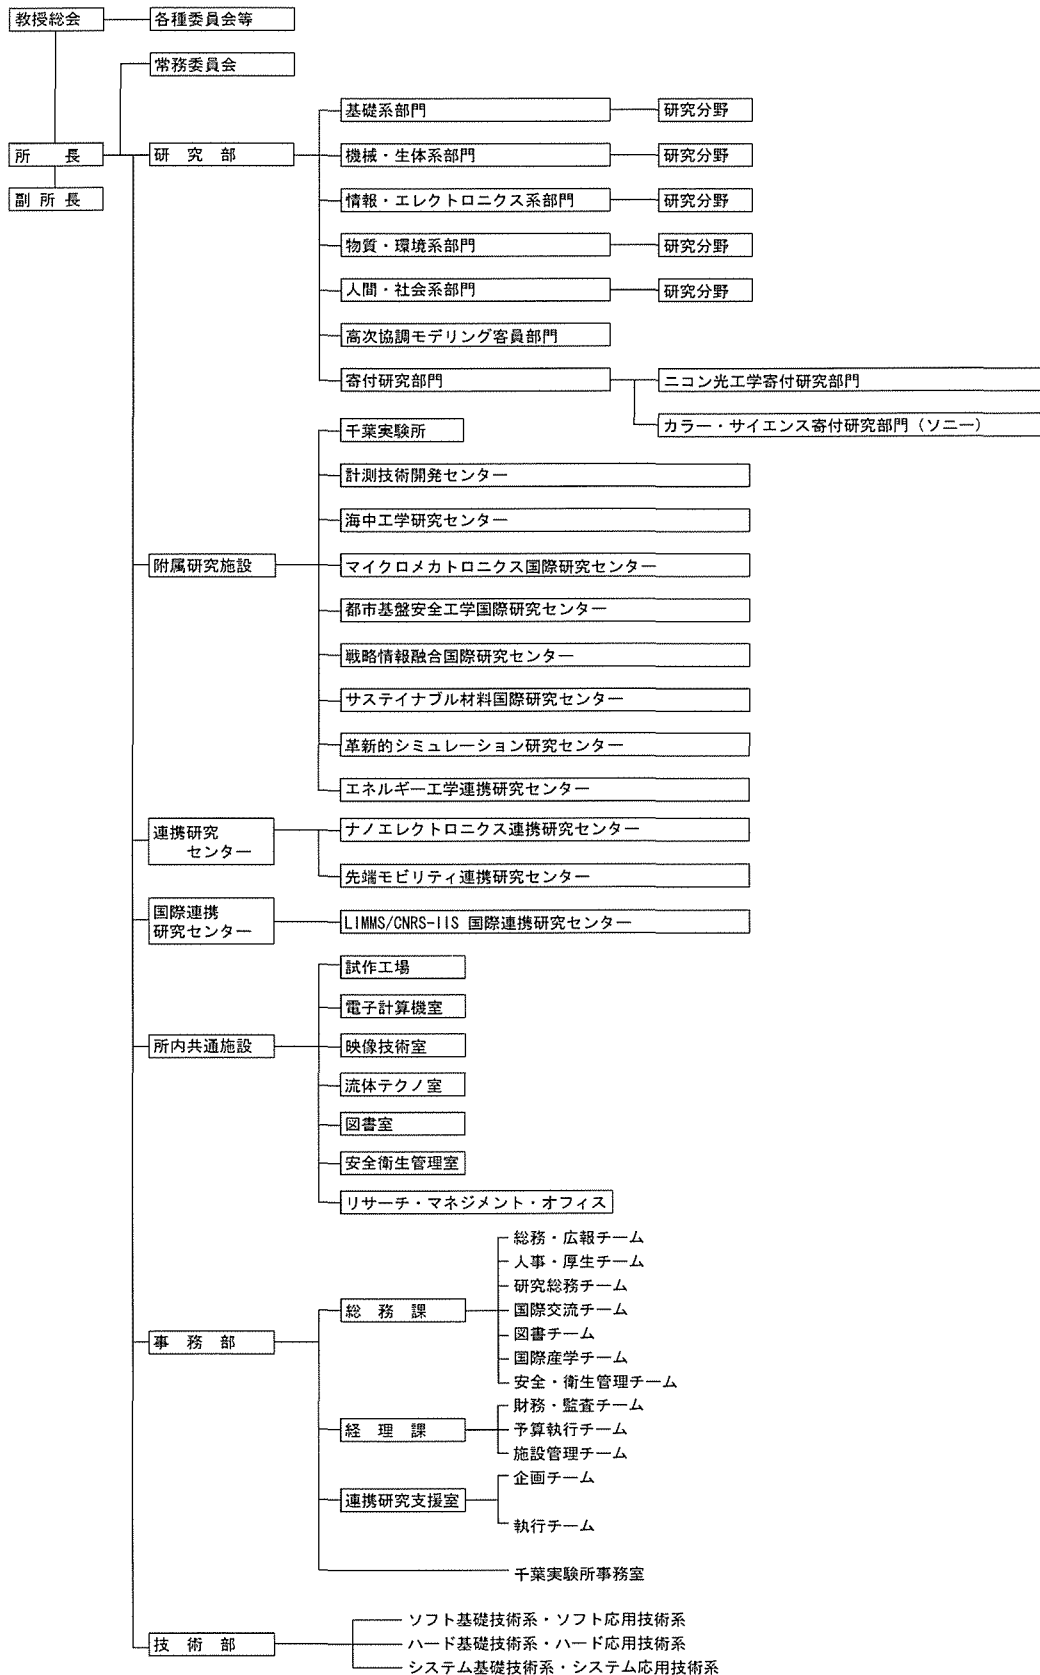 教授総会
各種委員会等
常務委員会
所 長
副 所 長
研 究 部
基礎系部門
研究分野
機械・生体系部門
研究分野
情報・エレクトロニクス系部門
研究分野
物質・環境系部門
研究分野
人間・社会系部門
研究分野
高次協調モデリング客員部門
寄付研究部門
ニコン光工学寄付研究部門
カラー・サイエンス寄付研究部門(ソニー)
附属研究施設
千葉実験所
計測技術開発センター
海中工学研究センター
マイクロメカトロニクス国際研究センター
都市基盤安全工学国際研究センター
戦略情報融合国際研究センター
サステイナブル材料国際研究センター
革新的シミュレーション研究センター
エネルギー工学連携研究センター
連携研究
センター
ナノエレクトロニクス連携研究センター
先端モビリティ連携研究センター
国際連携
研究センター
LIMMS/CNRS-IIS 国際連携研究センター
所内共通施設
試作工場
電子計算機室
映像技術室
流体テクノ室
図書室
安全衛生管理室
リサーチ・マネジメント・オフィス
事 務 部
総 務 課
総務・広報チーム
人事・厚生チーム
研究総務チーム
国際交流チーム
図書チーム
国際産学チーム
安全・衛生管理チーム
経 理 課
財務・監査チーム
予算執行チーム
施設管理チーム
連携研究支援室
企画チーム
執行チーム
千葉実験所事務室
技 術 部
ソフト基礎技術系・ソフト応用技術系
ハード基礎技術系・ハード応用技術系
システム基礎技術系・システム応用技術系